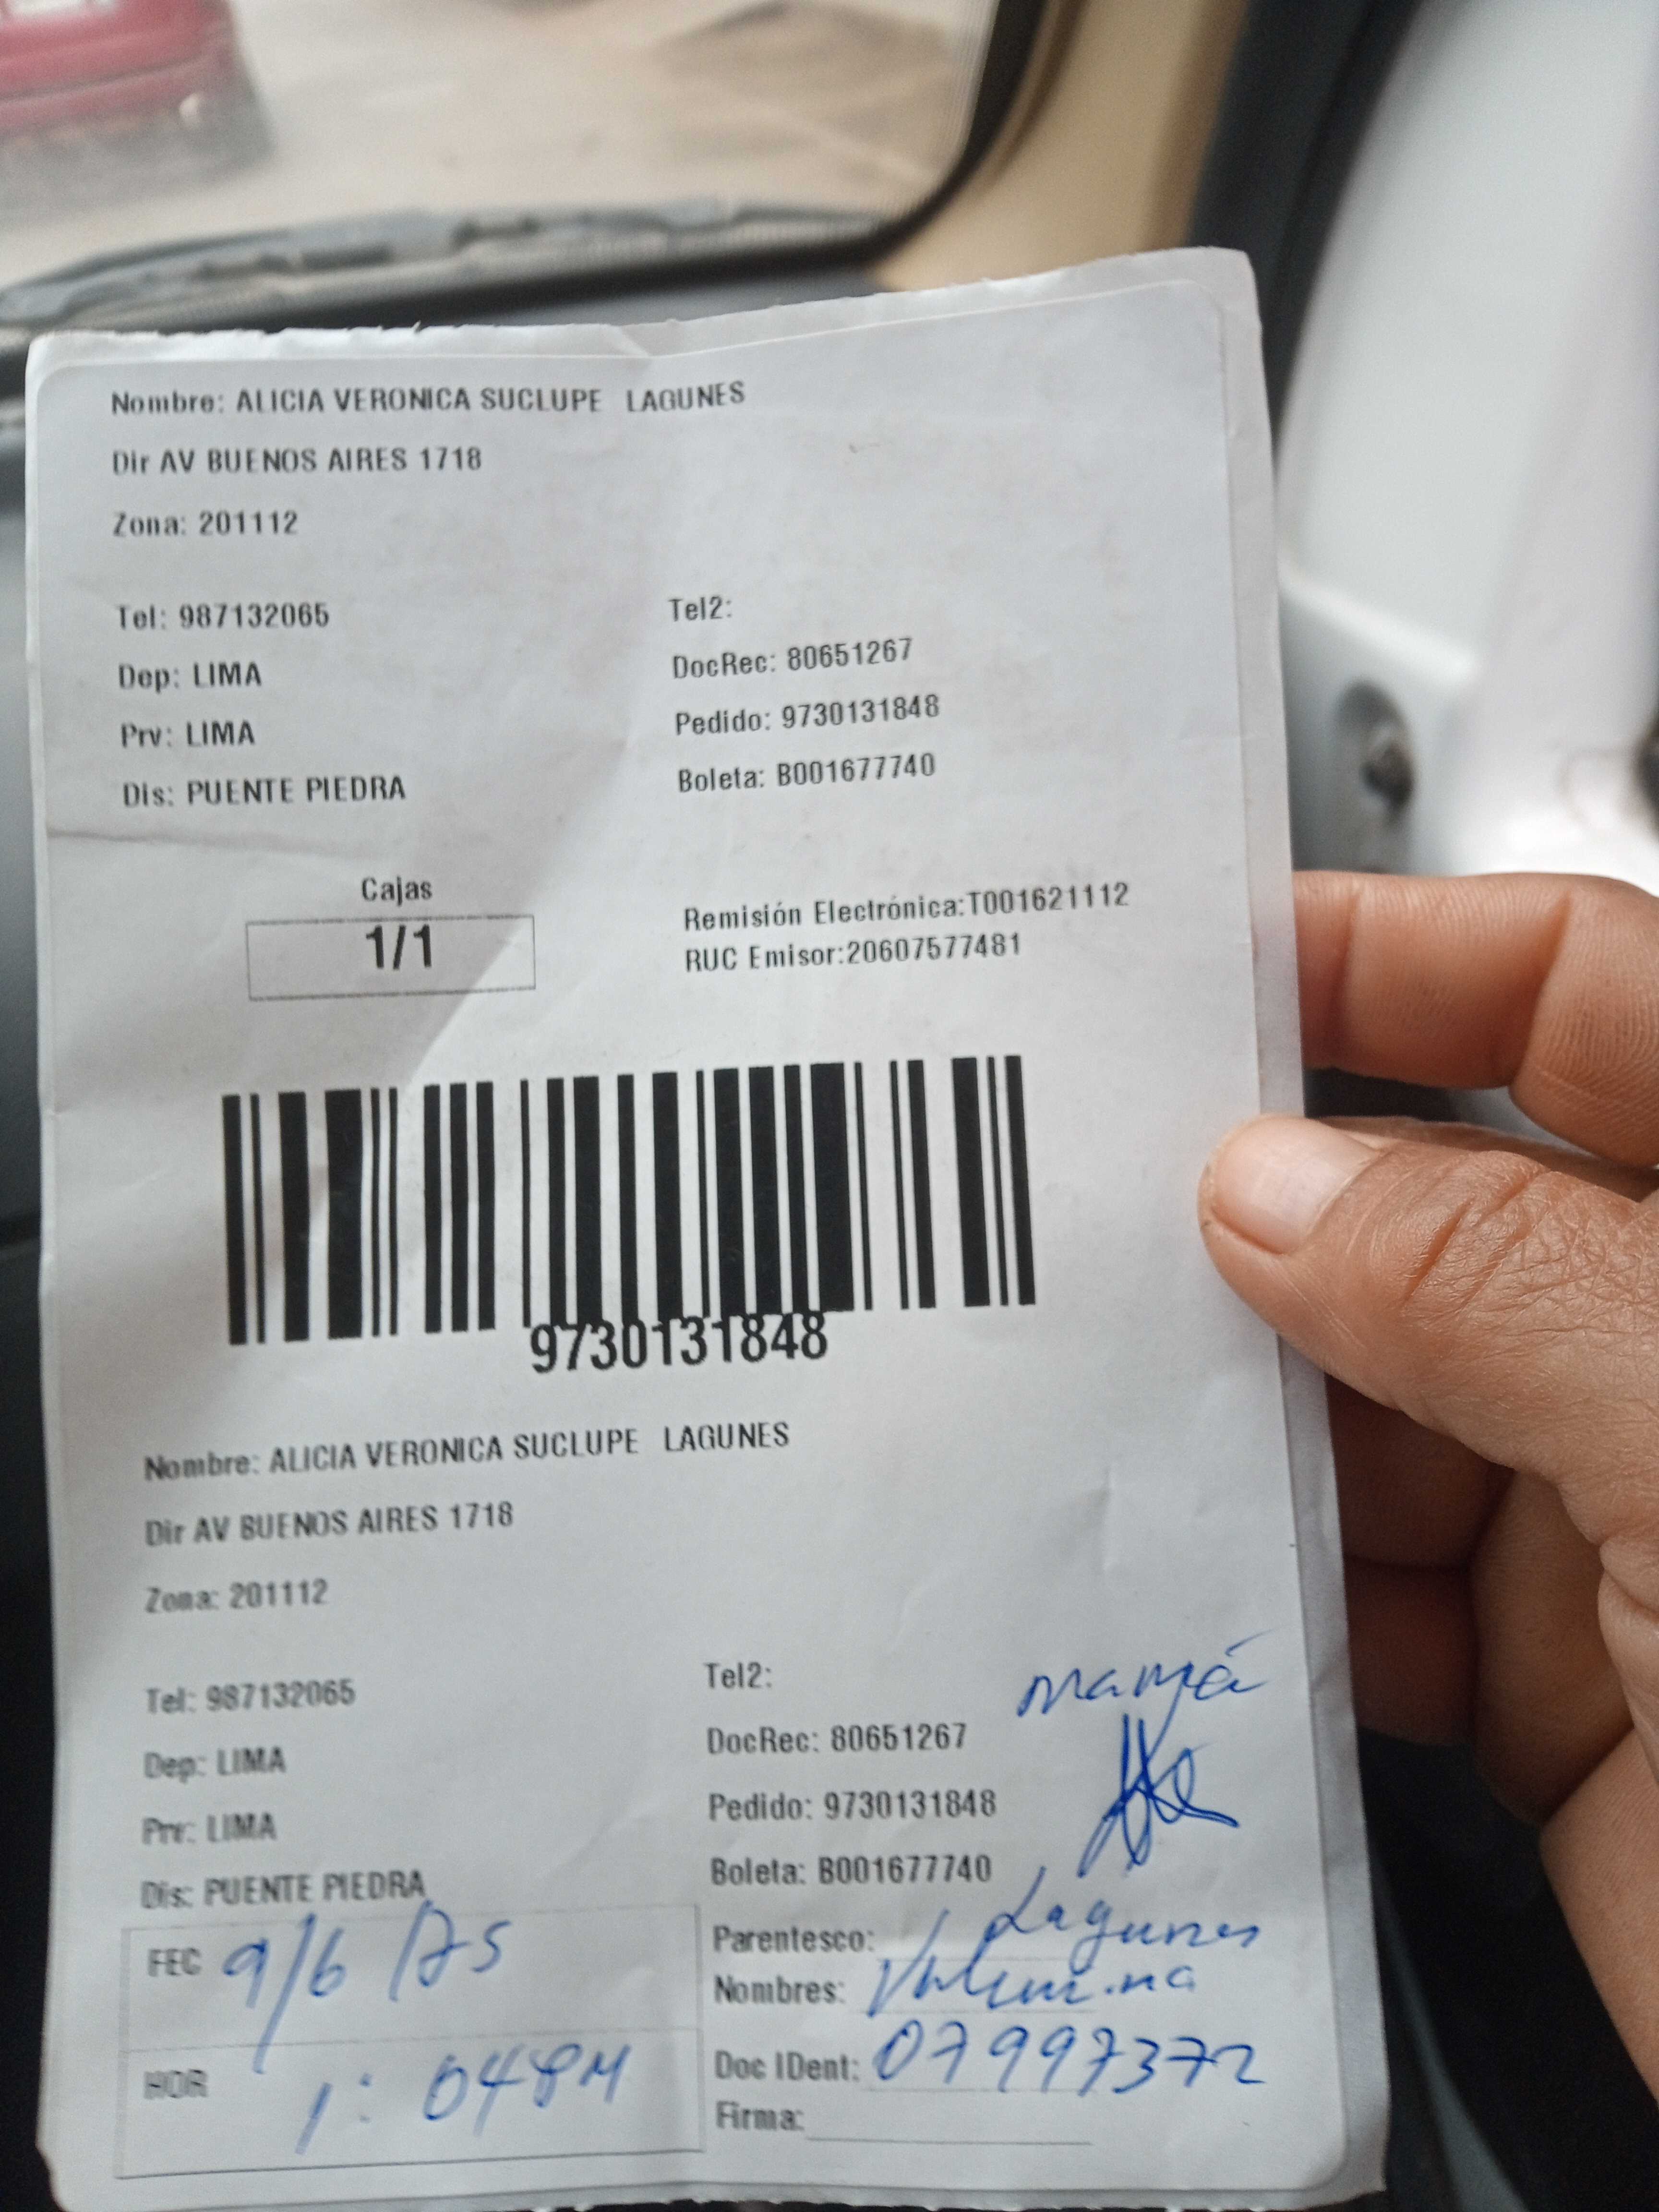 Nombre: ALICIA VERONICA SUCLUPE LAGUNES
Dir AV BUENOS AIRES 1718
Zona: 201112
Tel: 987132065
Tel2:
Dep: LIMA
DocRec: 80651267
Prv: LIMA
Pedido: 9730131848
Dis: PUENTE PIEDRA
Boleta: B001677740
Cajas
1/1
Remisión Electrónica:T001621112
RUC Emisor:20607577481
9730131848
Nombre: ALICIA VERONICA SUCLUPE LAGUNES
Dir AV BUENOS AIRES 1718
Zona: 201112
Tel: 987132065
Tel2:
mamá
Dep: LIMA
DocRec: 80651267
Prv: LIMA
Pedido: 9730131848
Dis: PUENTE PIEDRA
Boleta: B001677740
FEC 9/6
Parentesco: Lagunes
Nombres:
HOR 1:04PM
Doc IDent: 07997372
Firma: